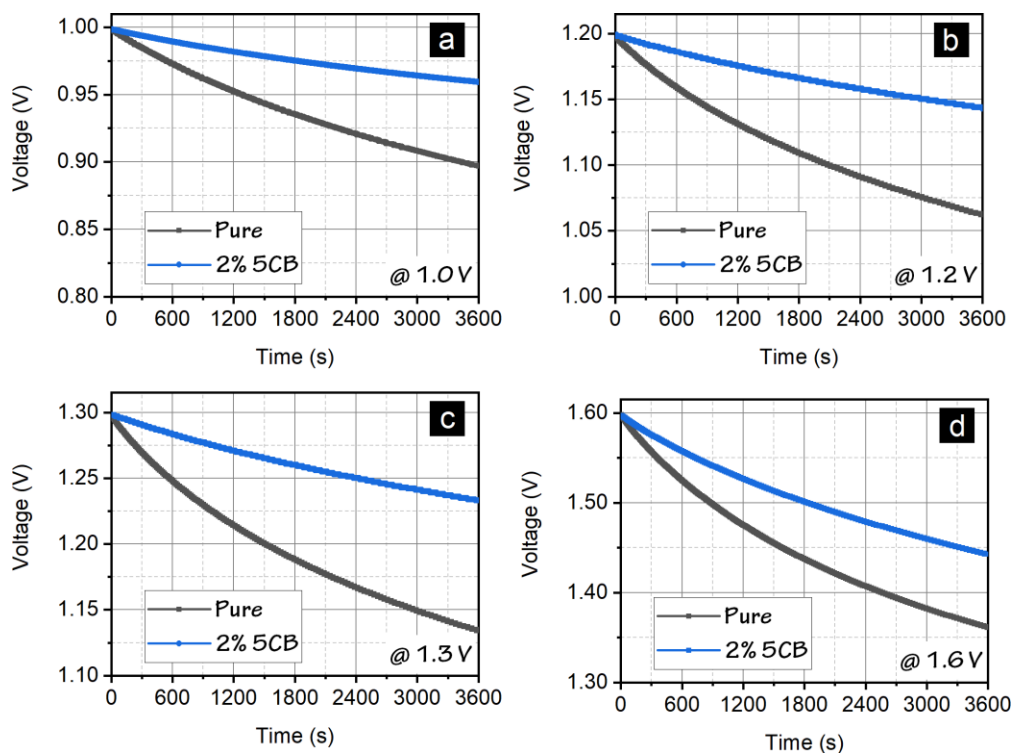 a
1.00
0.95
0.90
0.85
0.80
Voltage (V)
Pure
2% 5CB
@ 1.0 V
0 600 1200 1800 2400 3000 3600
Time (s)
b
1.20
1.15
1.10
1.05
1.00
Voltage (V)
Pure
2% 5CB
@ 1.2 V
0 600 1200 1800 2400 3000 3600
Time (s)
c
1.30
1.25
1.20
1.15
1.10
Voltage (V)
Pure
2% 5CB
@ 1.3 V
0 600 1200 1800 2400 3000 3600
Time (s)
d
1.60
1.50
1.40
1.30
Voltage (V)
Pure
2% 5CB
@ 1.6 V
0 600 1200 1800 2400 3000 3600
Time (s)